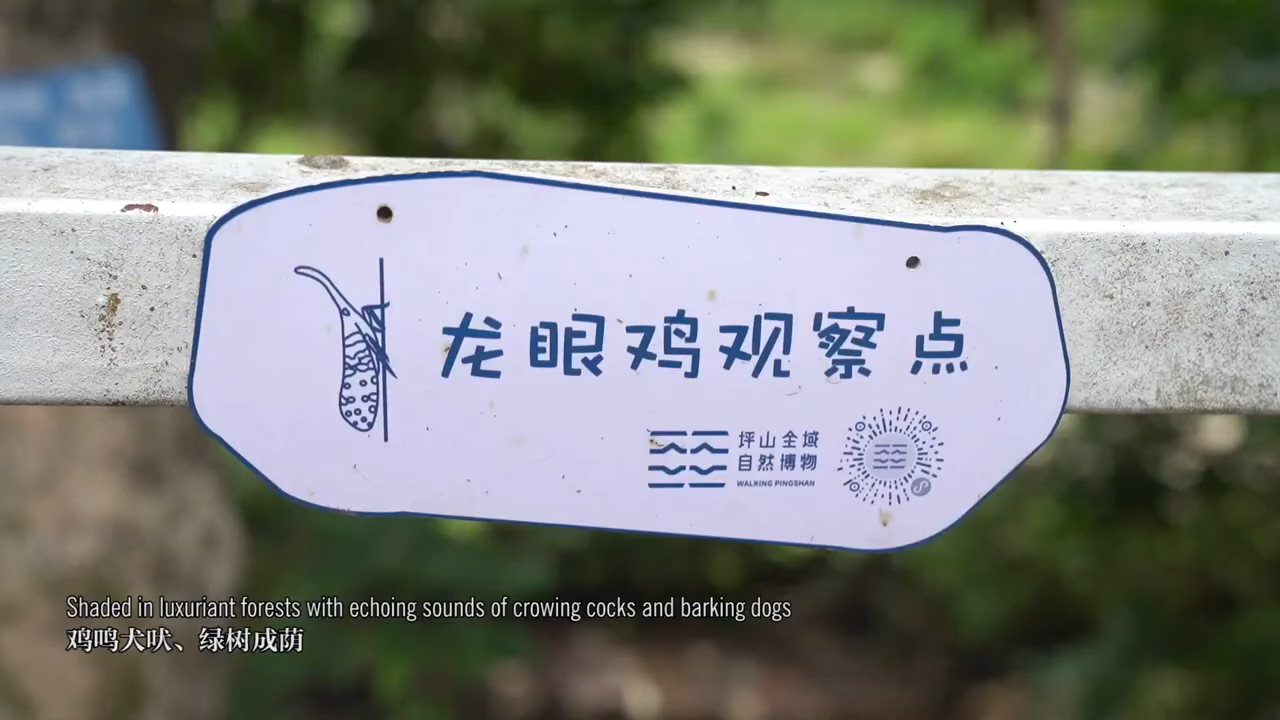 龙眼鸡观察点
坪山全域
自然博物
WALKING PINGSHAN
Shaded in luxuriant forests with echoing sounds of crowing cocks and barking dogs
鸡鸣犬吠、绿树成荫